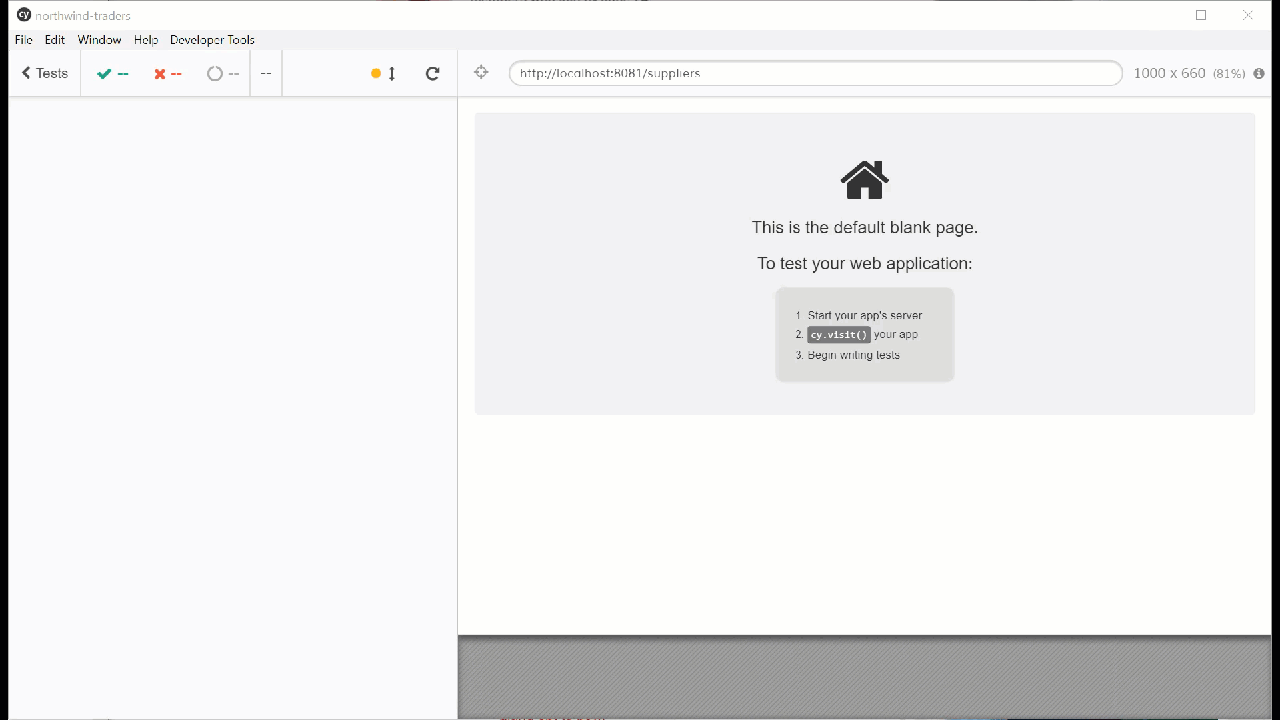 cy northwind-traders
File Edit Window Help Developer Tools
Tests -- -- -- -- http://localhost:8081/suppliers 1000 x 660 (81%)
This is the default blank page.
To test your web application:
1. Start your app's server
2. cy.visit() your app
3. Begin writing tests